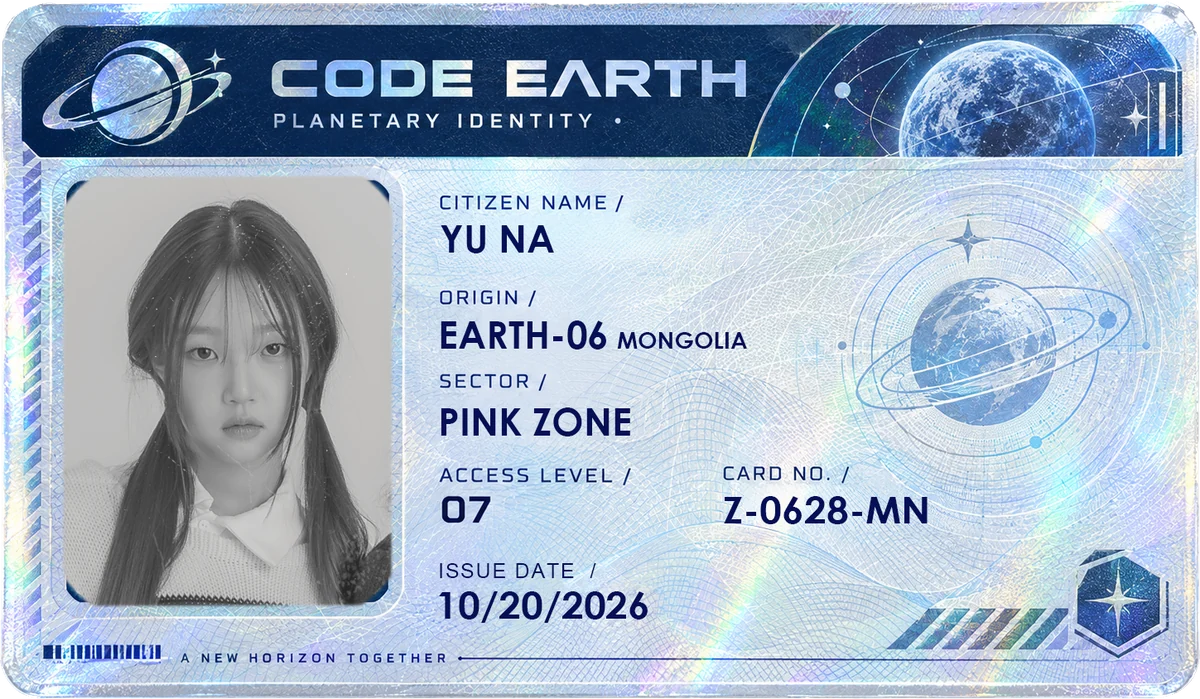 CODE EARTH
PLANETARY IDENTITY •
CITIZEN NAME /
YU NA
ORIGIN /
EARTH-06 MONGOLIA
SECTOR /
PINK ZONE
ACCESS LEVEL /
07
CARD NO. /
Z-0628-MN
ISSUE DATE /
10/20/2026
A NEW HORIZON TOGETHER